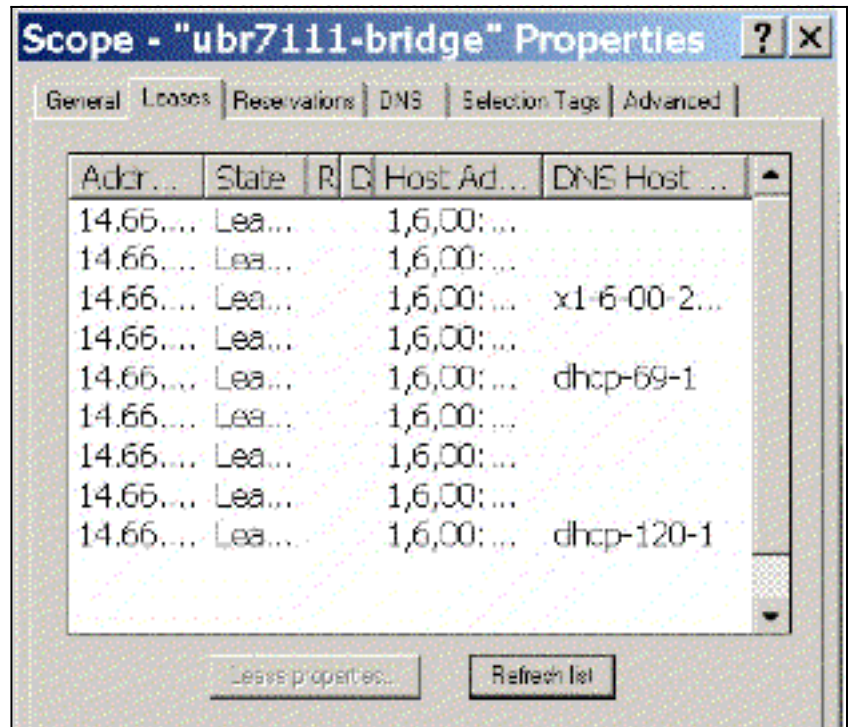 Scope - "ubr7111-bridge" Properties ? ×
General Leases Reservations DNS Selection Tags Advanced
Addr... State R D Host Ad... DNS Host ...
14.66.... Lea... 1,6,00: ...
14.66.... Lea... 1,6,00: ...
14.66.... Lea... 1,6,00: ... x1-6-00-2...
14.66.... Lea... 1,6,00: ...
14.66.... Lea... 1,6,00: ... dhcp-69-1
14.66.... Lea... 1,6,00: ...
14.66.... Lea... 1,6,00: ...
14.66.... Lea... 1,6,00: ...
14.66.... Lea... 1,6,00: ... dhcp-120-1
properties... Refresh list